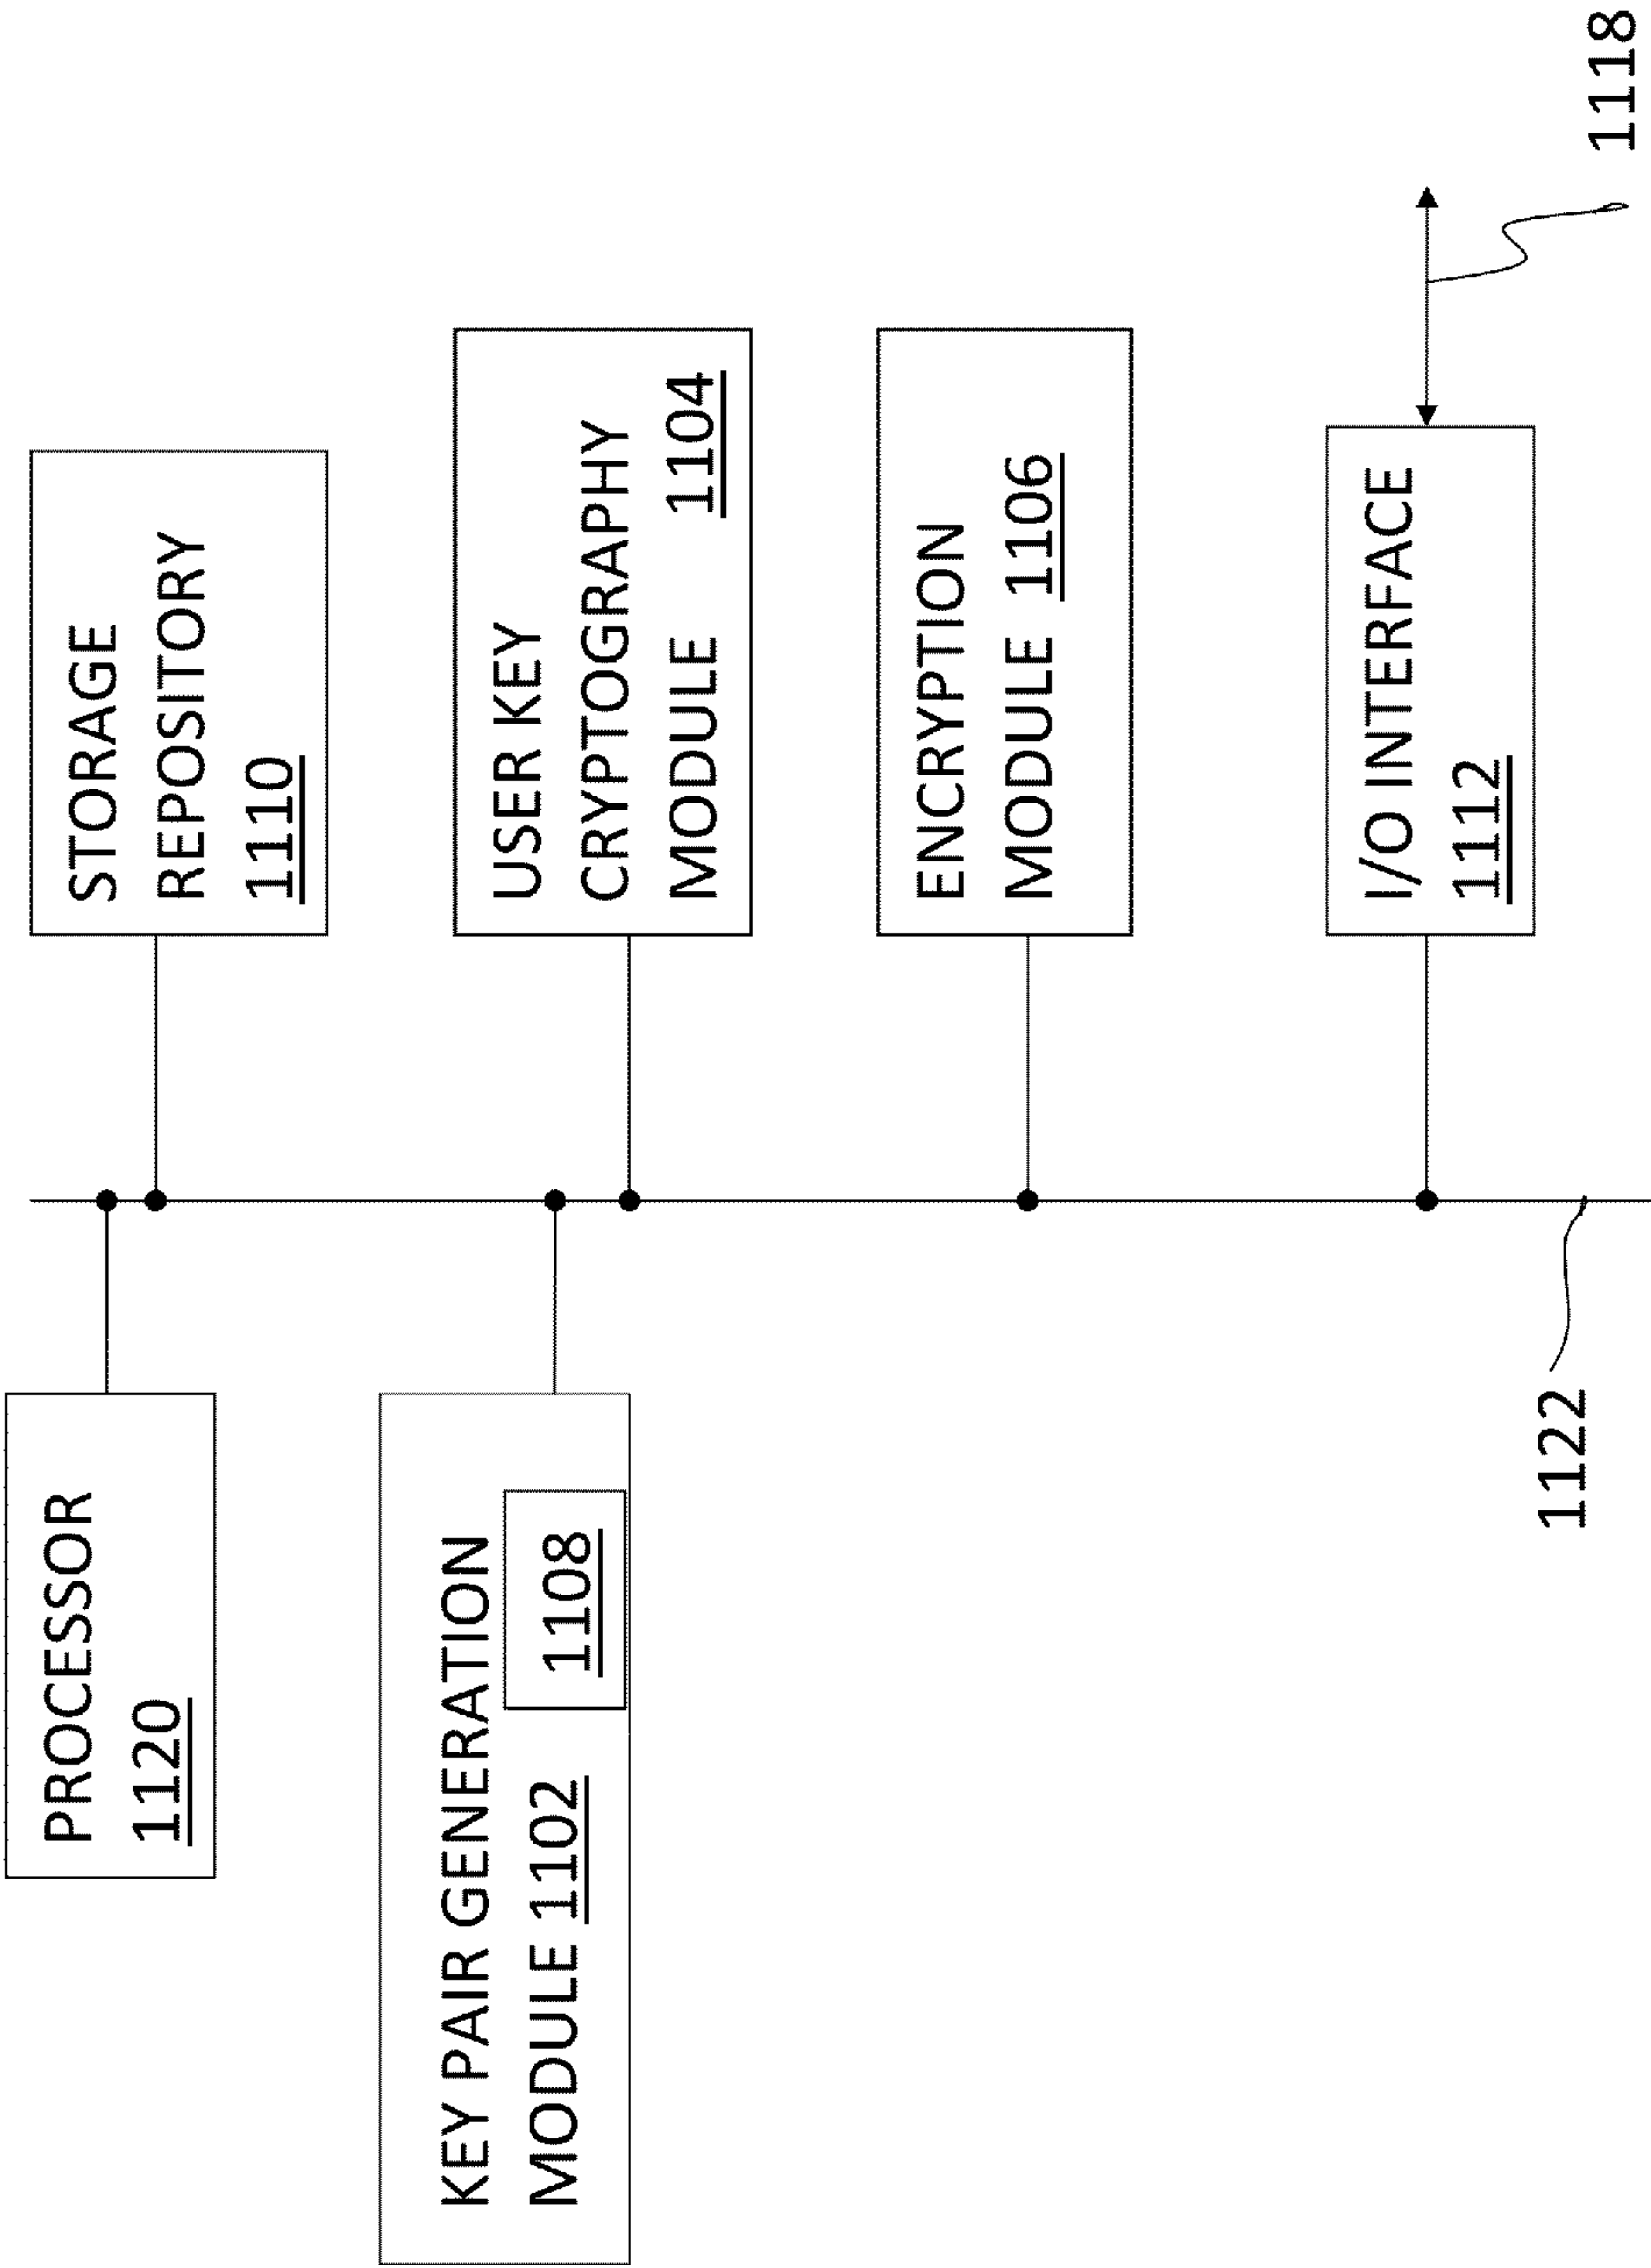 PROCESSOR
1120
STORAGE
REPOSITORY
1110
KEY PAIR GENERATION
MODULE 1102
1108
USER KEY
CRYPTOGRAPHY
MODULE 1104
ENCRYPTION
MODULE 1106
I/O INTERFACE
1112
1122
1118